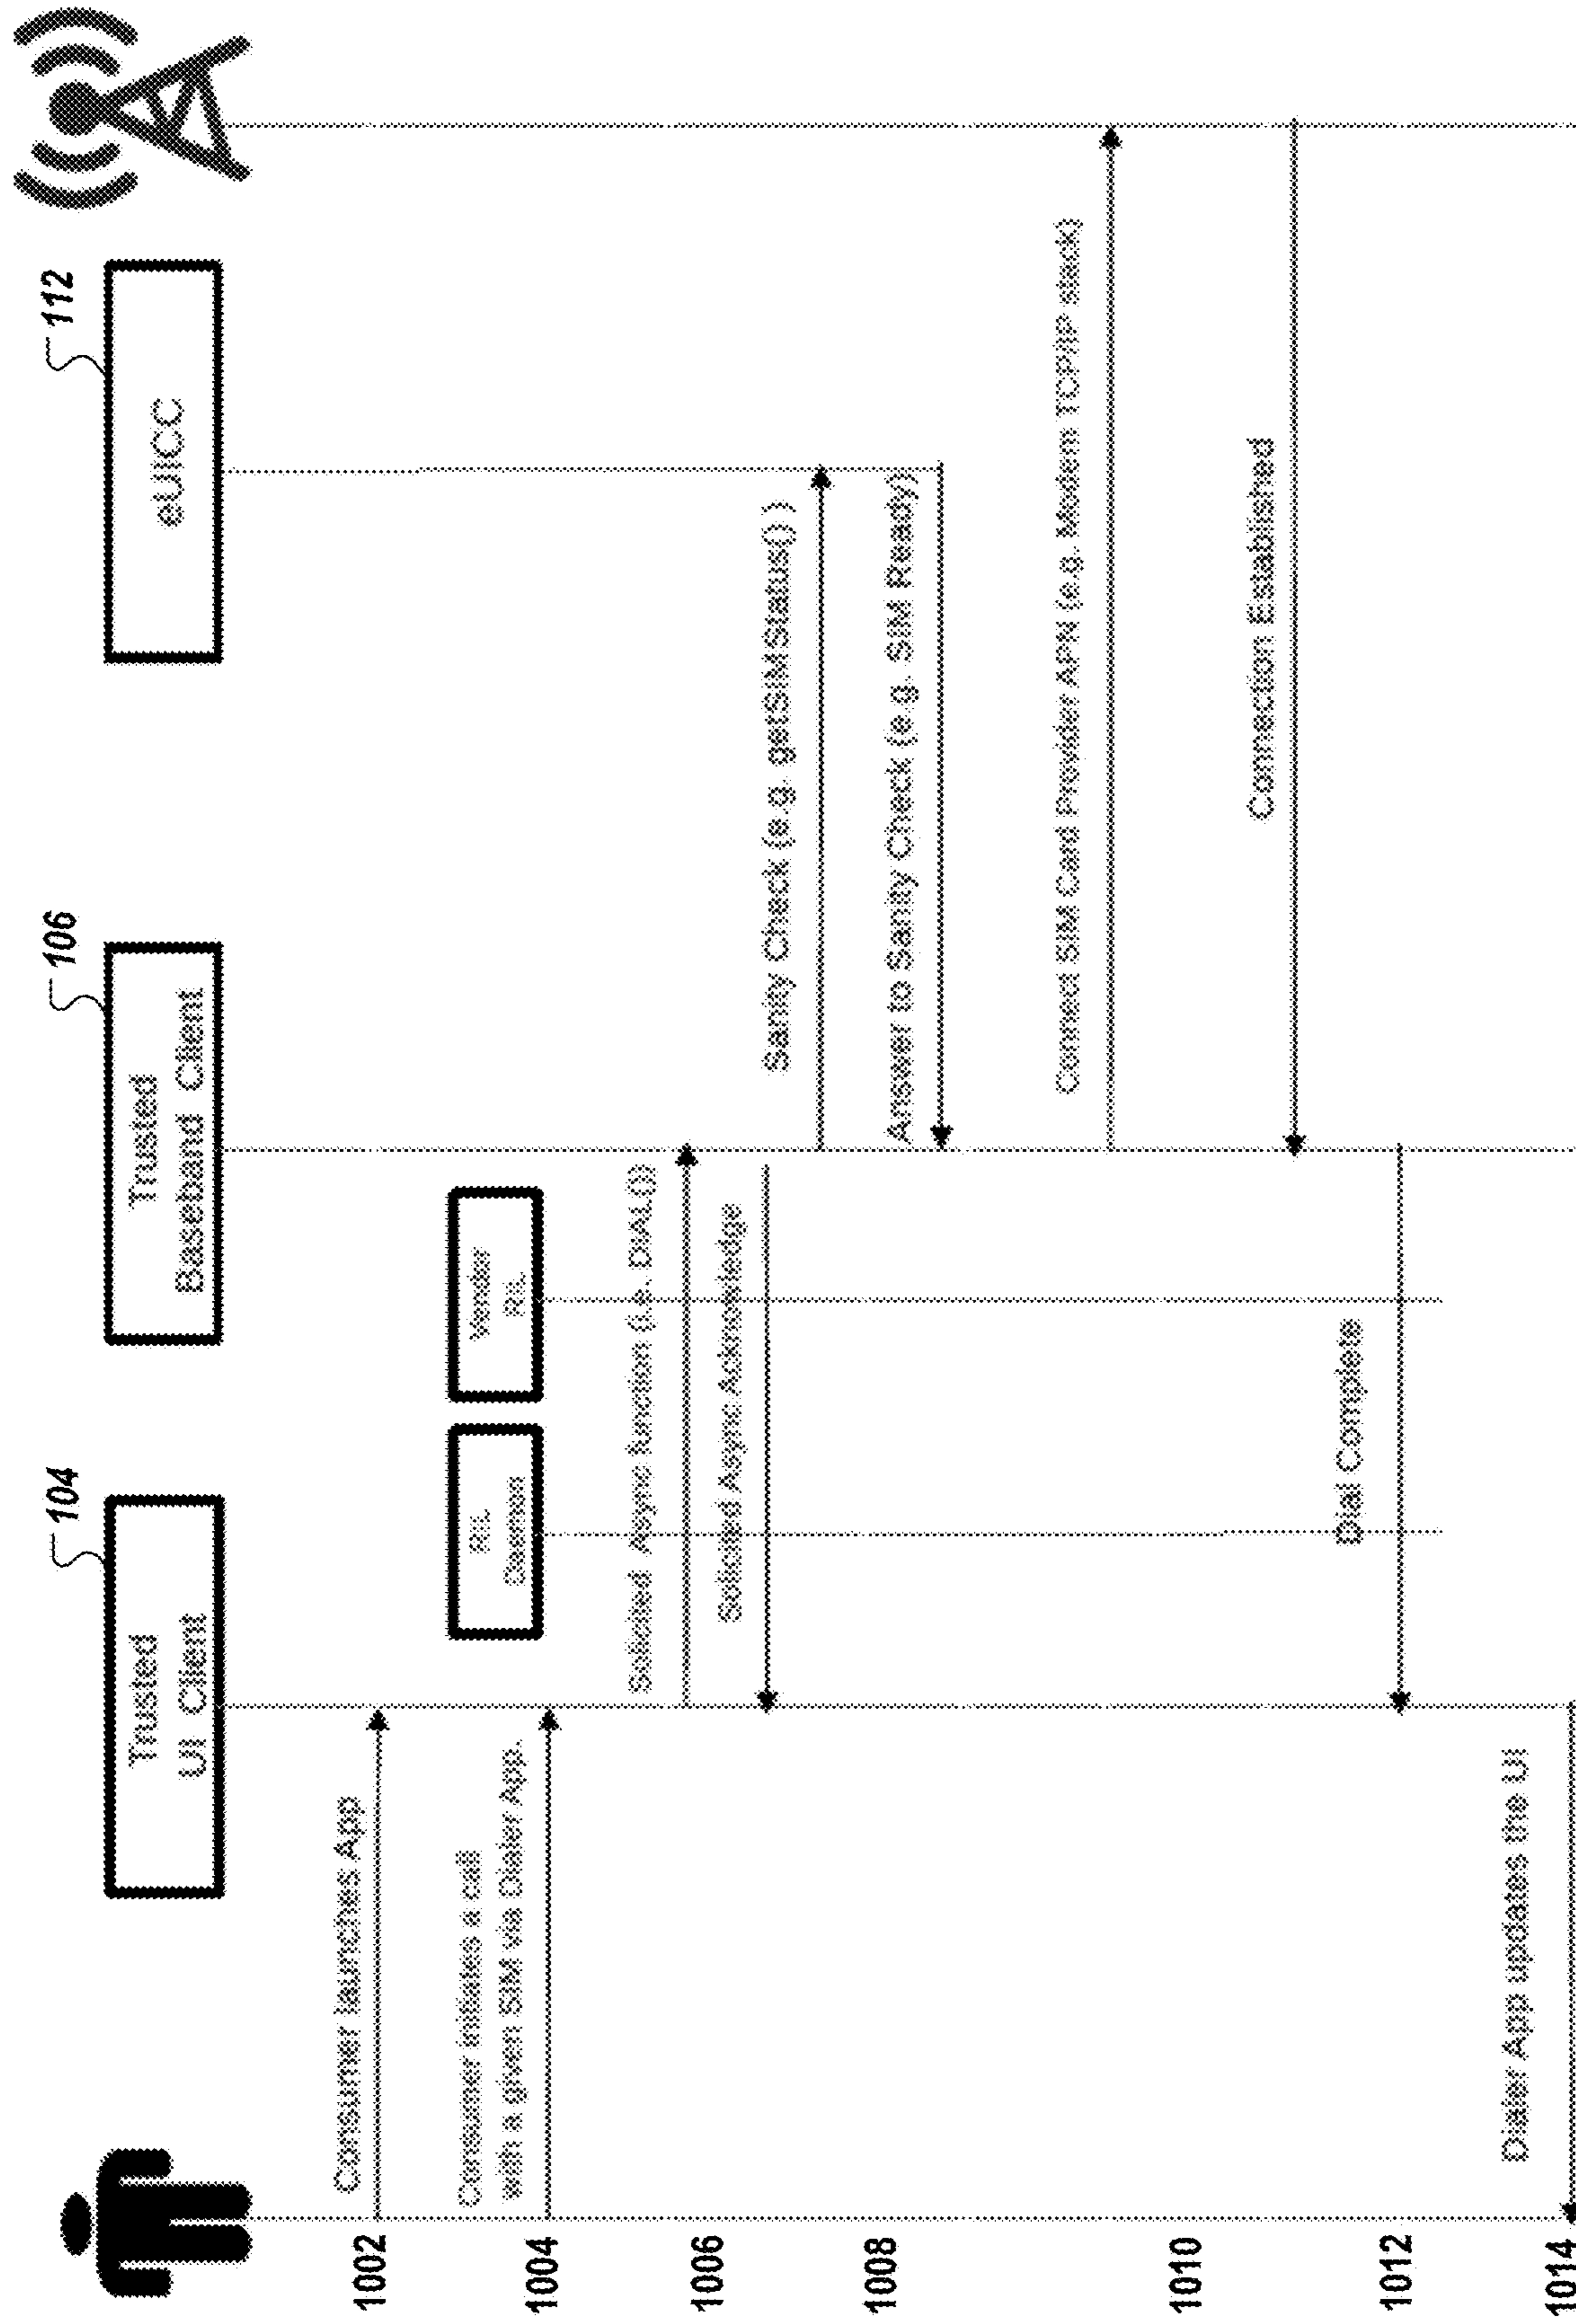 104
106
112
Trusted
UI Client
Trusted
Baseband Client
eUICC
1002
Consumer launches App
RIL
Daemon
Vender
RIL
1004
Consumer initiates a call
with a given SIM via Dialer App.
Solicited Async function (i.e. DIAL())
1006
Solicited Async Acknowledge
Sanity Check (e.g. getSIMStatus() )
1008
Answer to Sanity Check (e.g. SIM Ready)
Connect SIM Card Provider APN (e.g. Modem TCP/IP stack)
1010
Connection Established
1012
Dial Complete
1014
Dialer App updates the UI